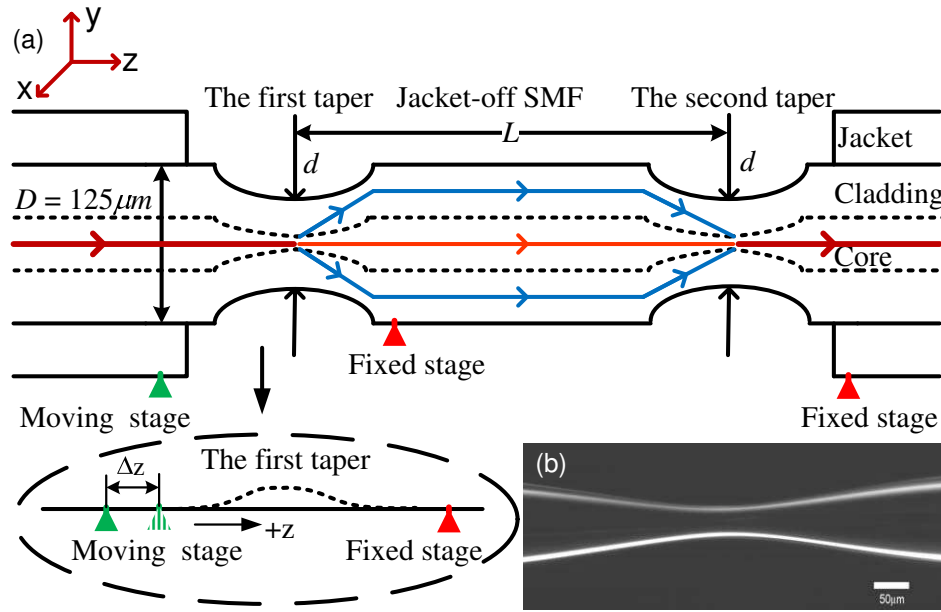 (a)
y
z
x
The first taper
Jacket-off SMF
The second taper
L
d
d
Jacket
D = 125μm
Cladding
Core
Fixed stage
Moving stage
Fixed stage
The first taper
Δz
+z
Moving stage
Fixed stage
(b)
50μm